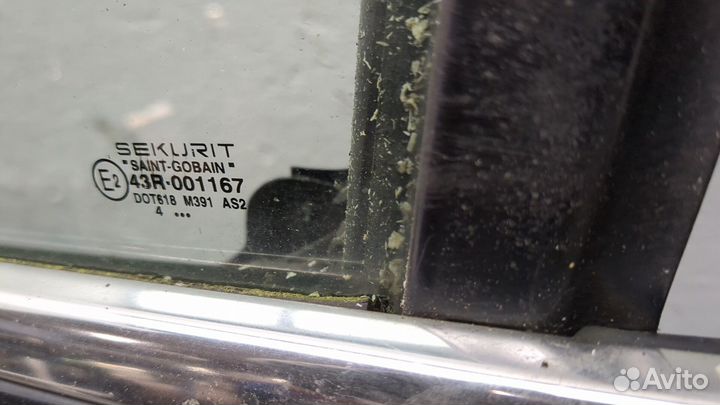 SEKURIT
"SAINT-GOBAIN"
E2 43R-001167
DOT618 M391 AS2
4 ...
Avito